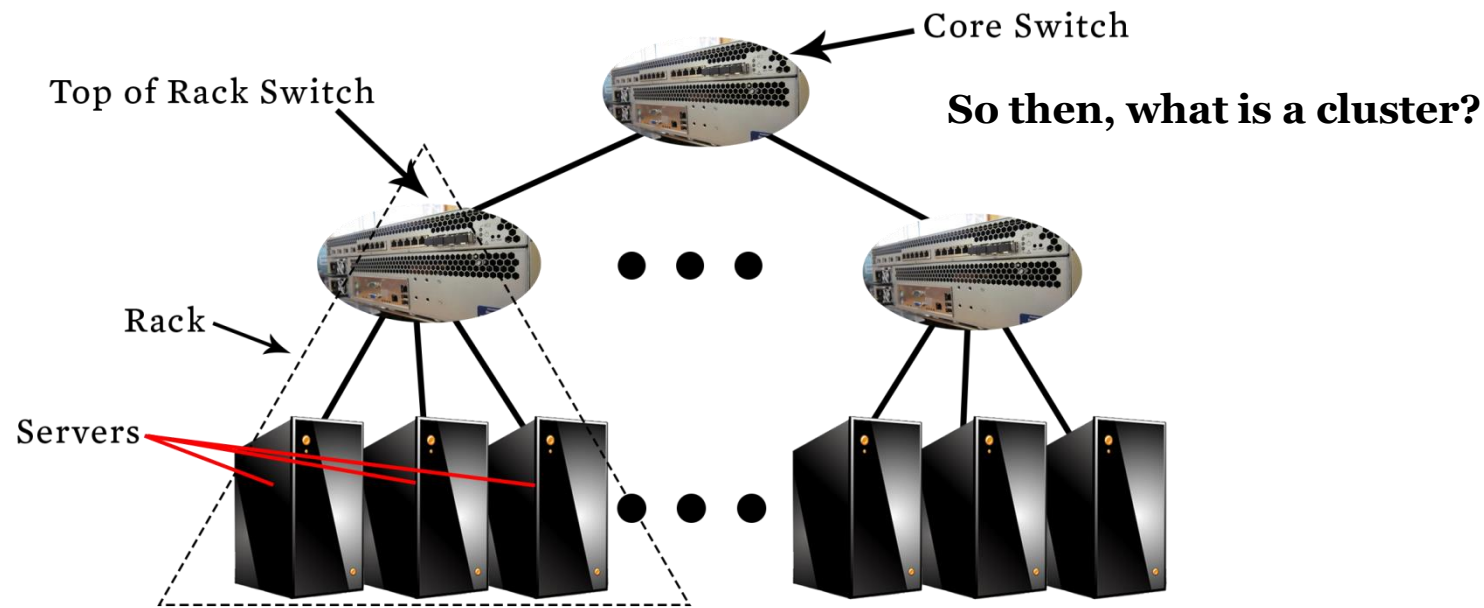 Core Switch
Top of Rack Switch
So then, what is a cluster?
Rack
Servers